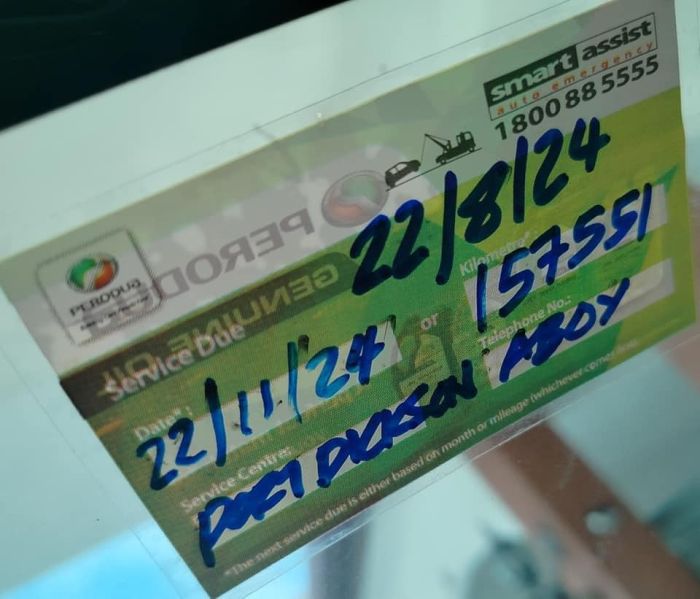 smart assist
auto emergency
1800 88 5555
22/8/24
PERODUA
PEROD
GENUINE OIL
Service Due
Date* :
or
Kilometre* :
22/11/24
157551
Service Centre:
Telephone No.:
DICKSON ABOY
*The next service due is either based on month or mileage (whichever comes first)